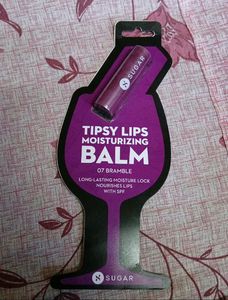 SUGAR
TIPSY LIPS
MOISTURIZING
BALM
07 BRAMBLE
LONG-LASTING MOISTURE LOCK
NOURISHES LIPS
WITH SPF
SUGAR